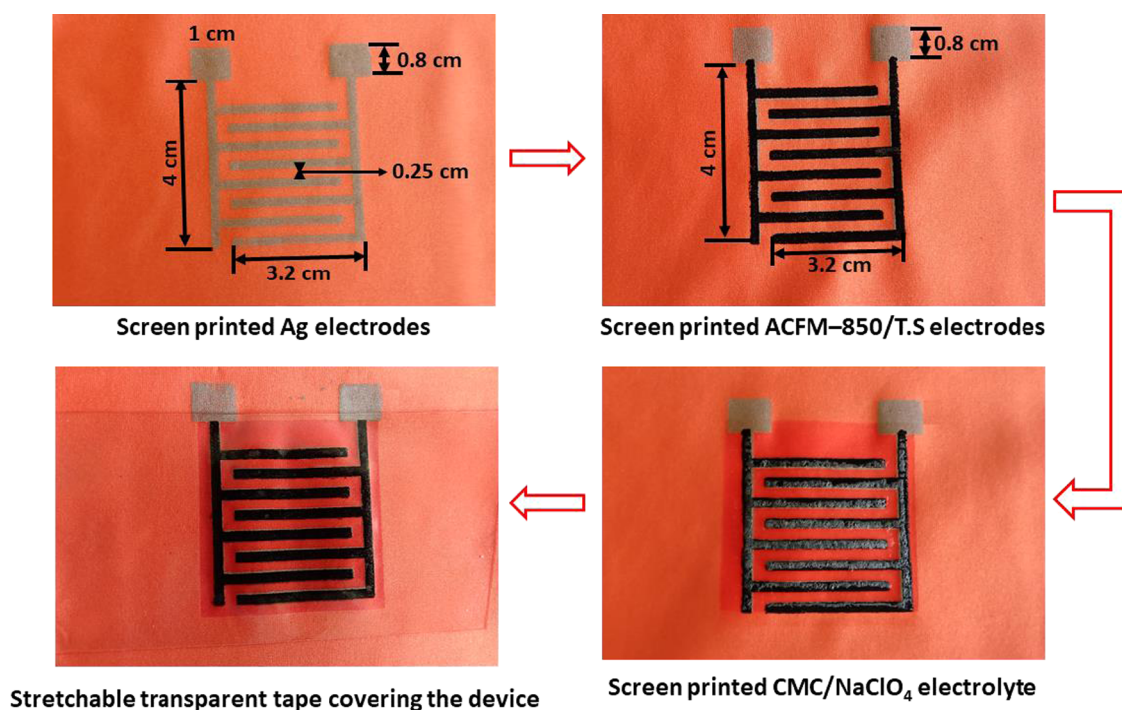 1 cm
0.8 cm
4 cm
0.25 cm
3.2 cm
Screen printed Ag electrodes
0.8 cm
4 cm
3.2 cm
Screen printed ACFM–850/T.S electrodes
Stretchable transparent tape covering the device
Screen printed CMC/NaClO₄ electrolyte